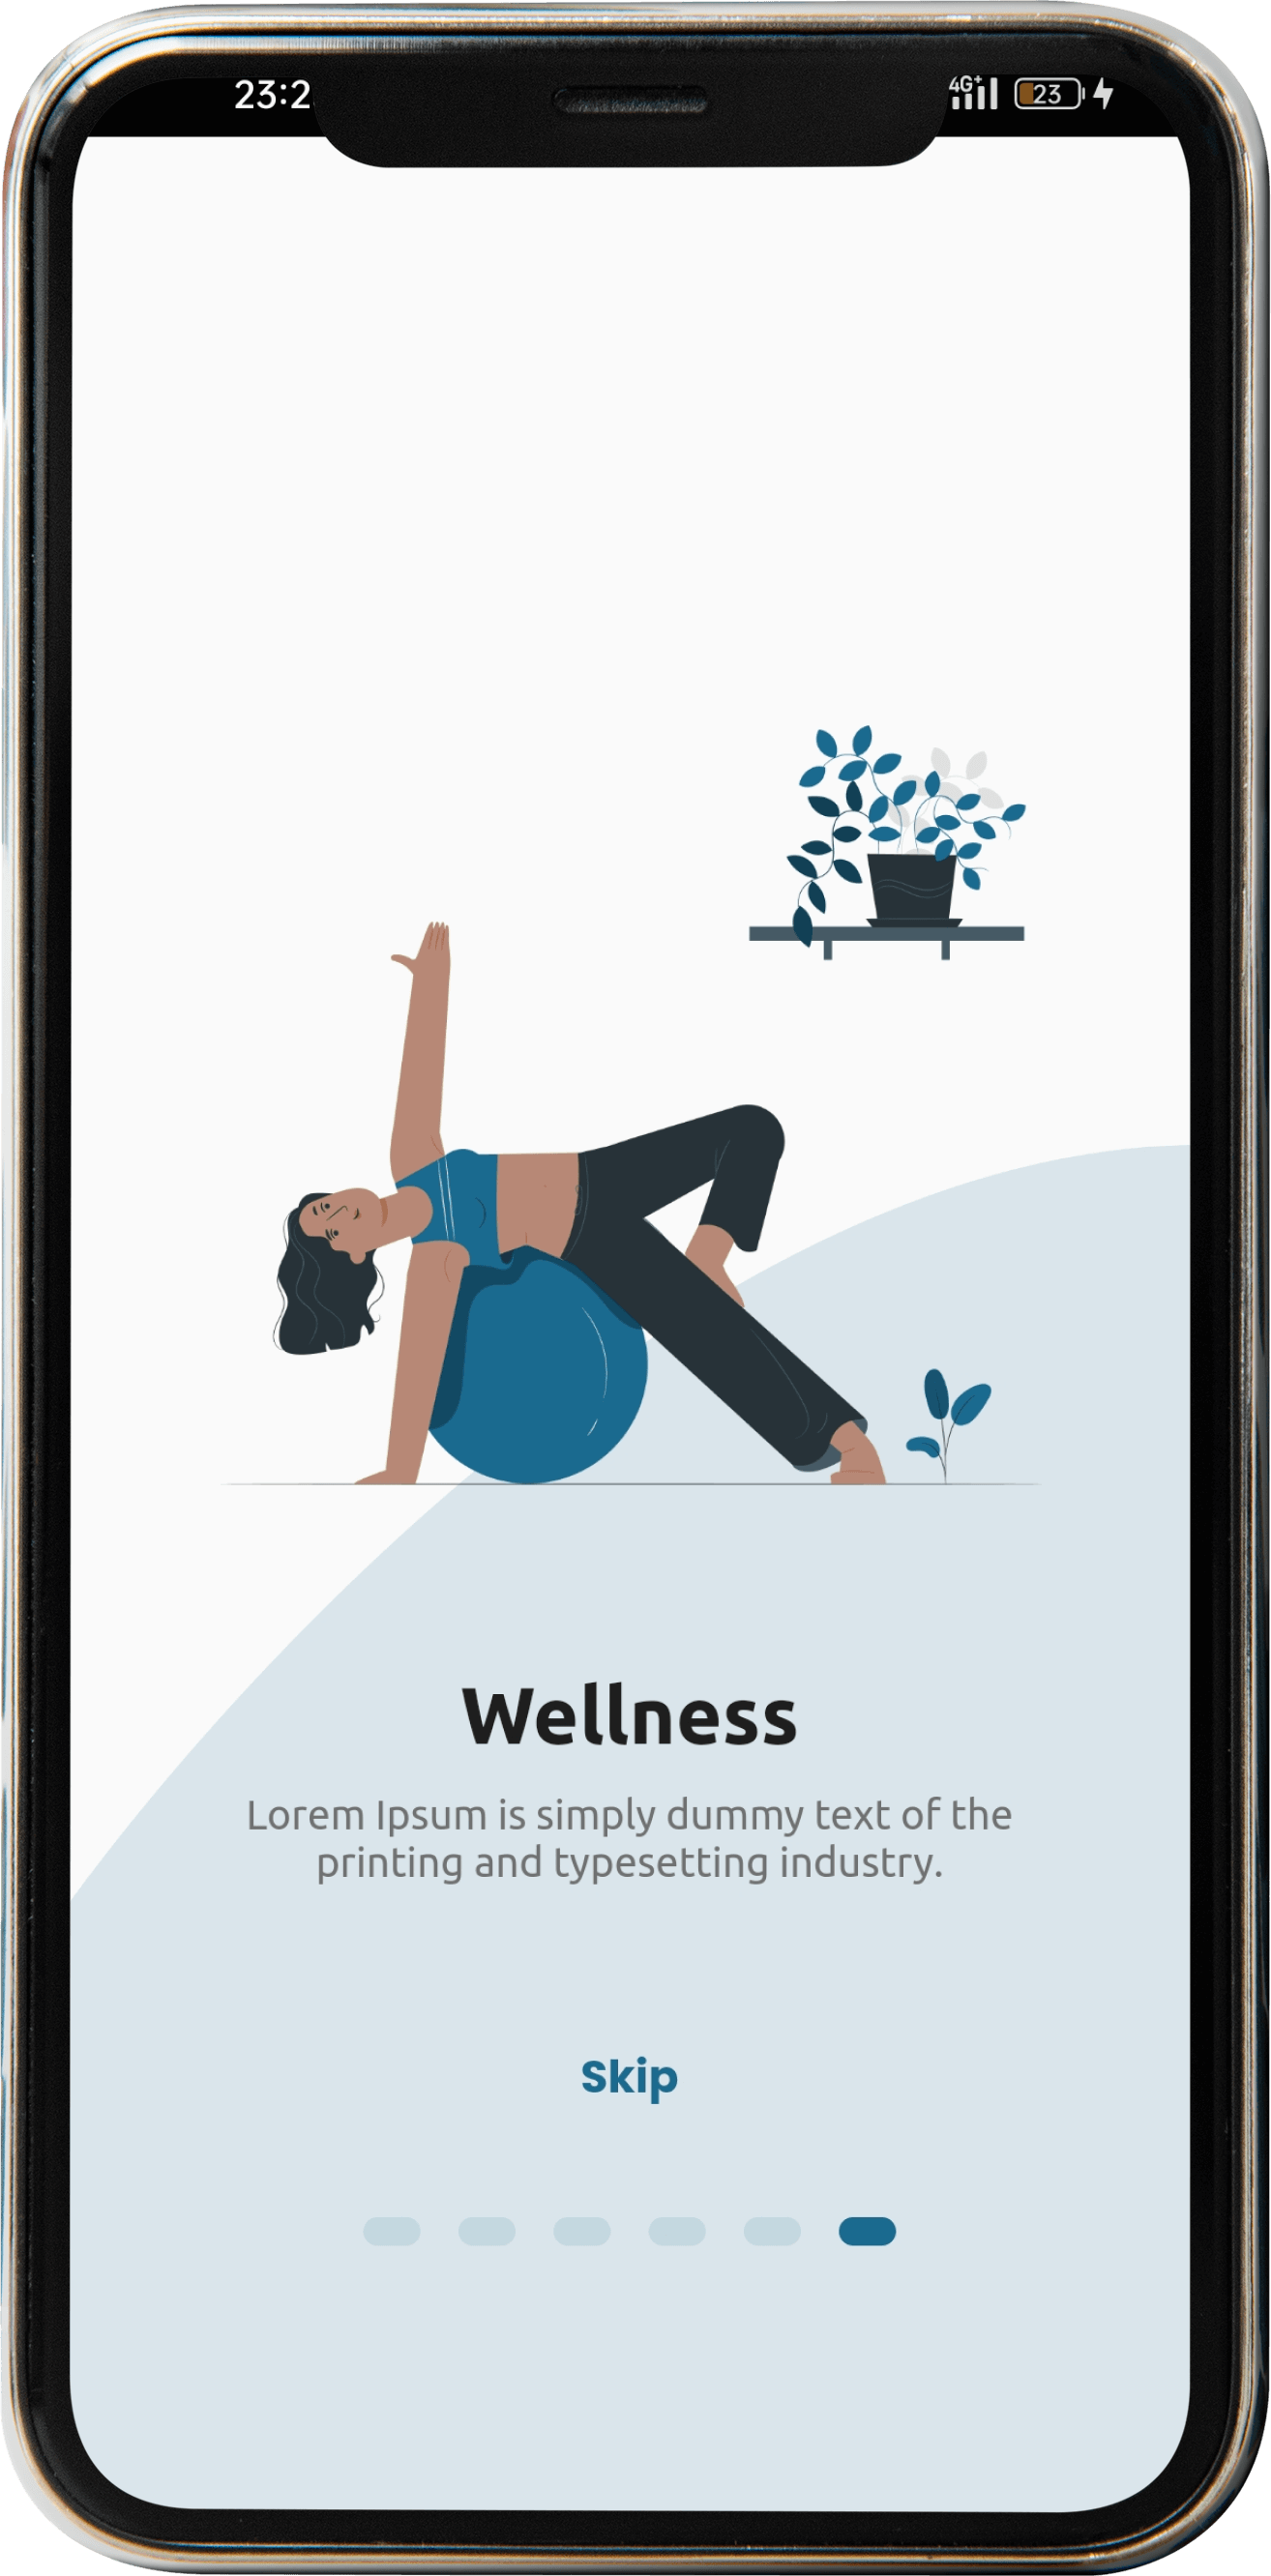 23:2
4G+ 23
Wellness
Lorem Ipsum is simply dummy text of the
printing and typesetting industry.
Skip